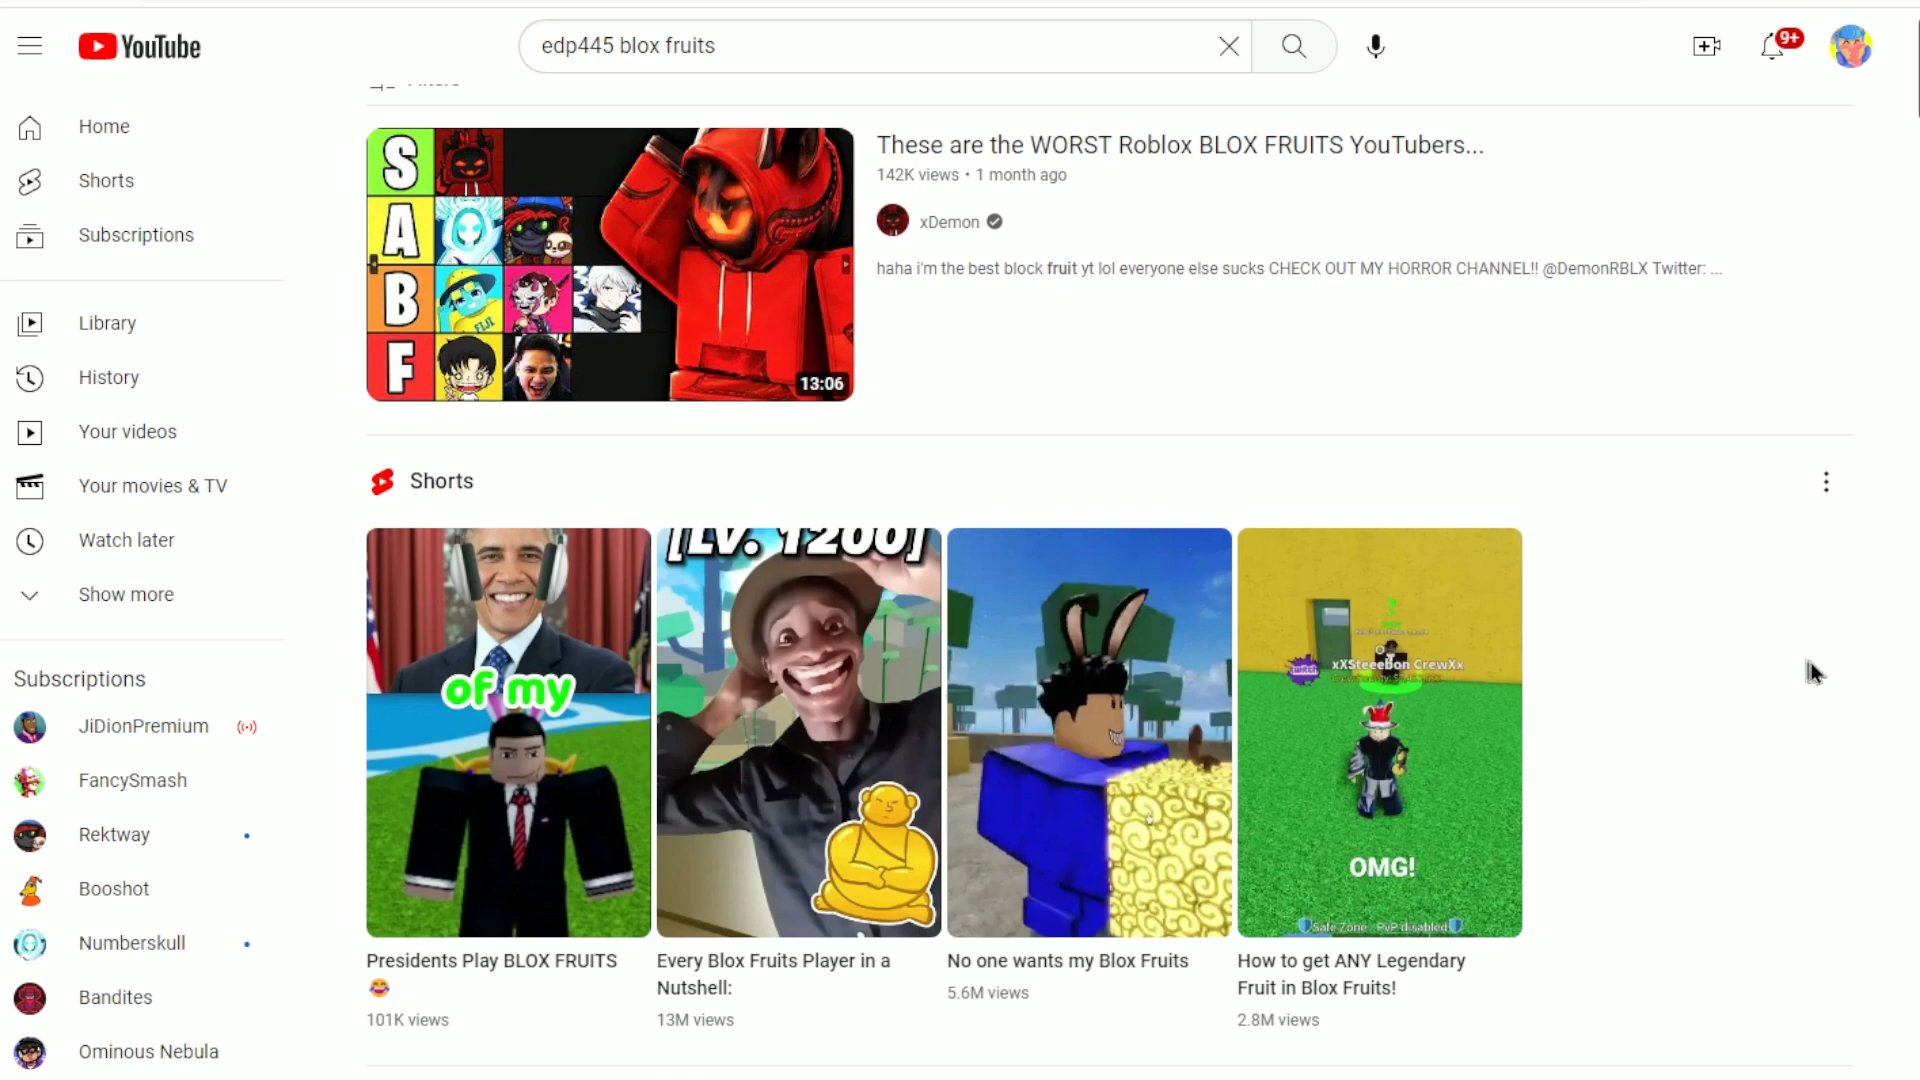 YouTube
edp445 blox fruits
9+
Filters
Home
Shorts
Subscriptions
Library
History
Your videos
Your movies & TV
Watch later
Show more
Subscriptions
JiDionPremium
FancySmash
Rektway
Booshot
Numberskull
Bandites
Ominous Nebula
S
A
B
F
FIJI
13:06
These are the WORST Roblox BLOX FRUITS YouTubers...
142K views • 1 month ago
xDemon
haha i'm the best block fruit yt lol everyone else sucks CHECK OUT MY HORROR CHANNEL!! @DemonRBLX Twitter: ...
Shorts
of my
Presidents Play BLOX FRUITS
😂
101K views
[LV. 1200]
Every Blox Fruits Player in a
Nutshell:
13M views
No one wants my Blox Fruits
5.6M views
?
xXSteeebon CrewXx
OMG!
Safe Zone PvP disabled
How to get ANY Legendary
Fruit in Blox Fruits!
2.8M views